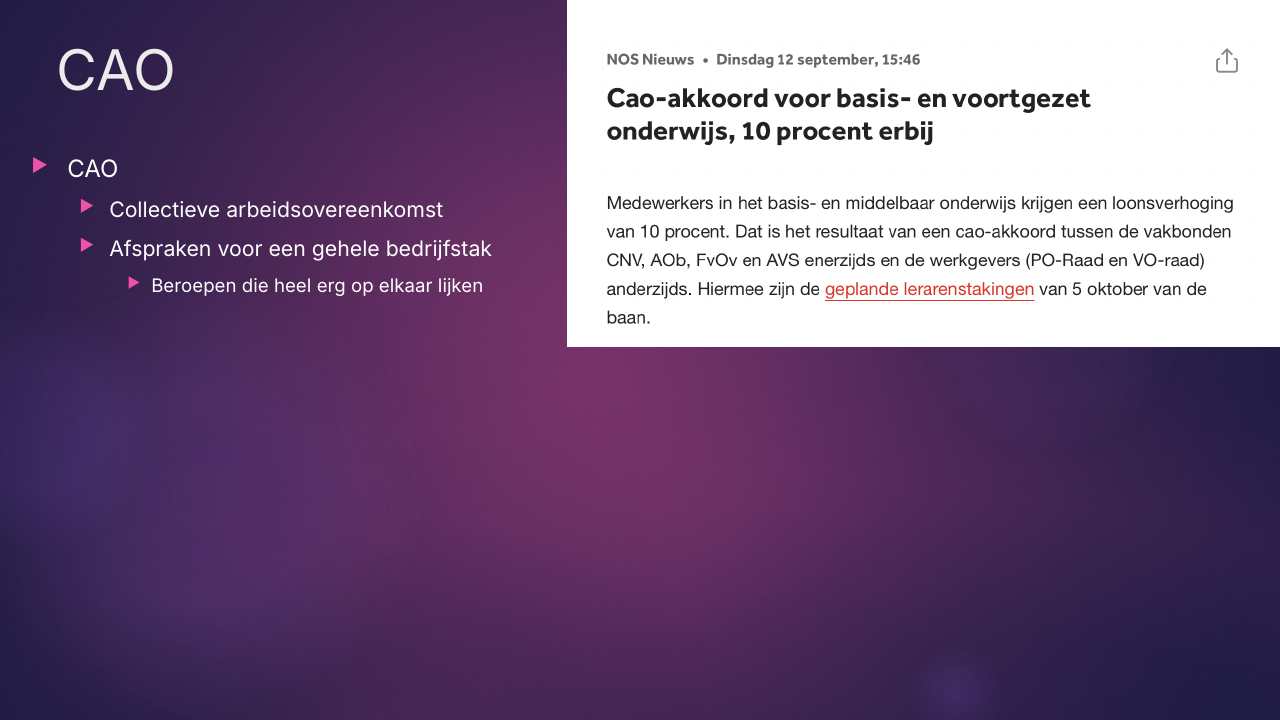 CAO
CAO
Collectieve arbeidsovereenkomst
Afspraken voor een gehele bedrijfstak
Beroepen die heel erg op elkaar lijken
NOS Nieuws • Dinsdag 12 september, 15:46
Cao-akkoord voor basis- en voortgezet
onderwijs, 10 procent erbij
Medewerkers in het basis- en middelbaar onderwijs krijgen een loonsverhoging
van 10 procent. Dat is het resultaat van een cao-akkoord tussen de vakbonden
CNV, AOb, FvOv en AVS enerzijds en de werkgevers (PO-Raad en VO-raad)
anderzijds. Hiermee zijn de geplande lerarenstakingen van 5 oktober van de
baan.